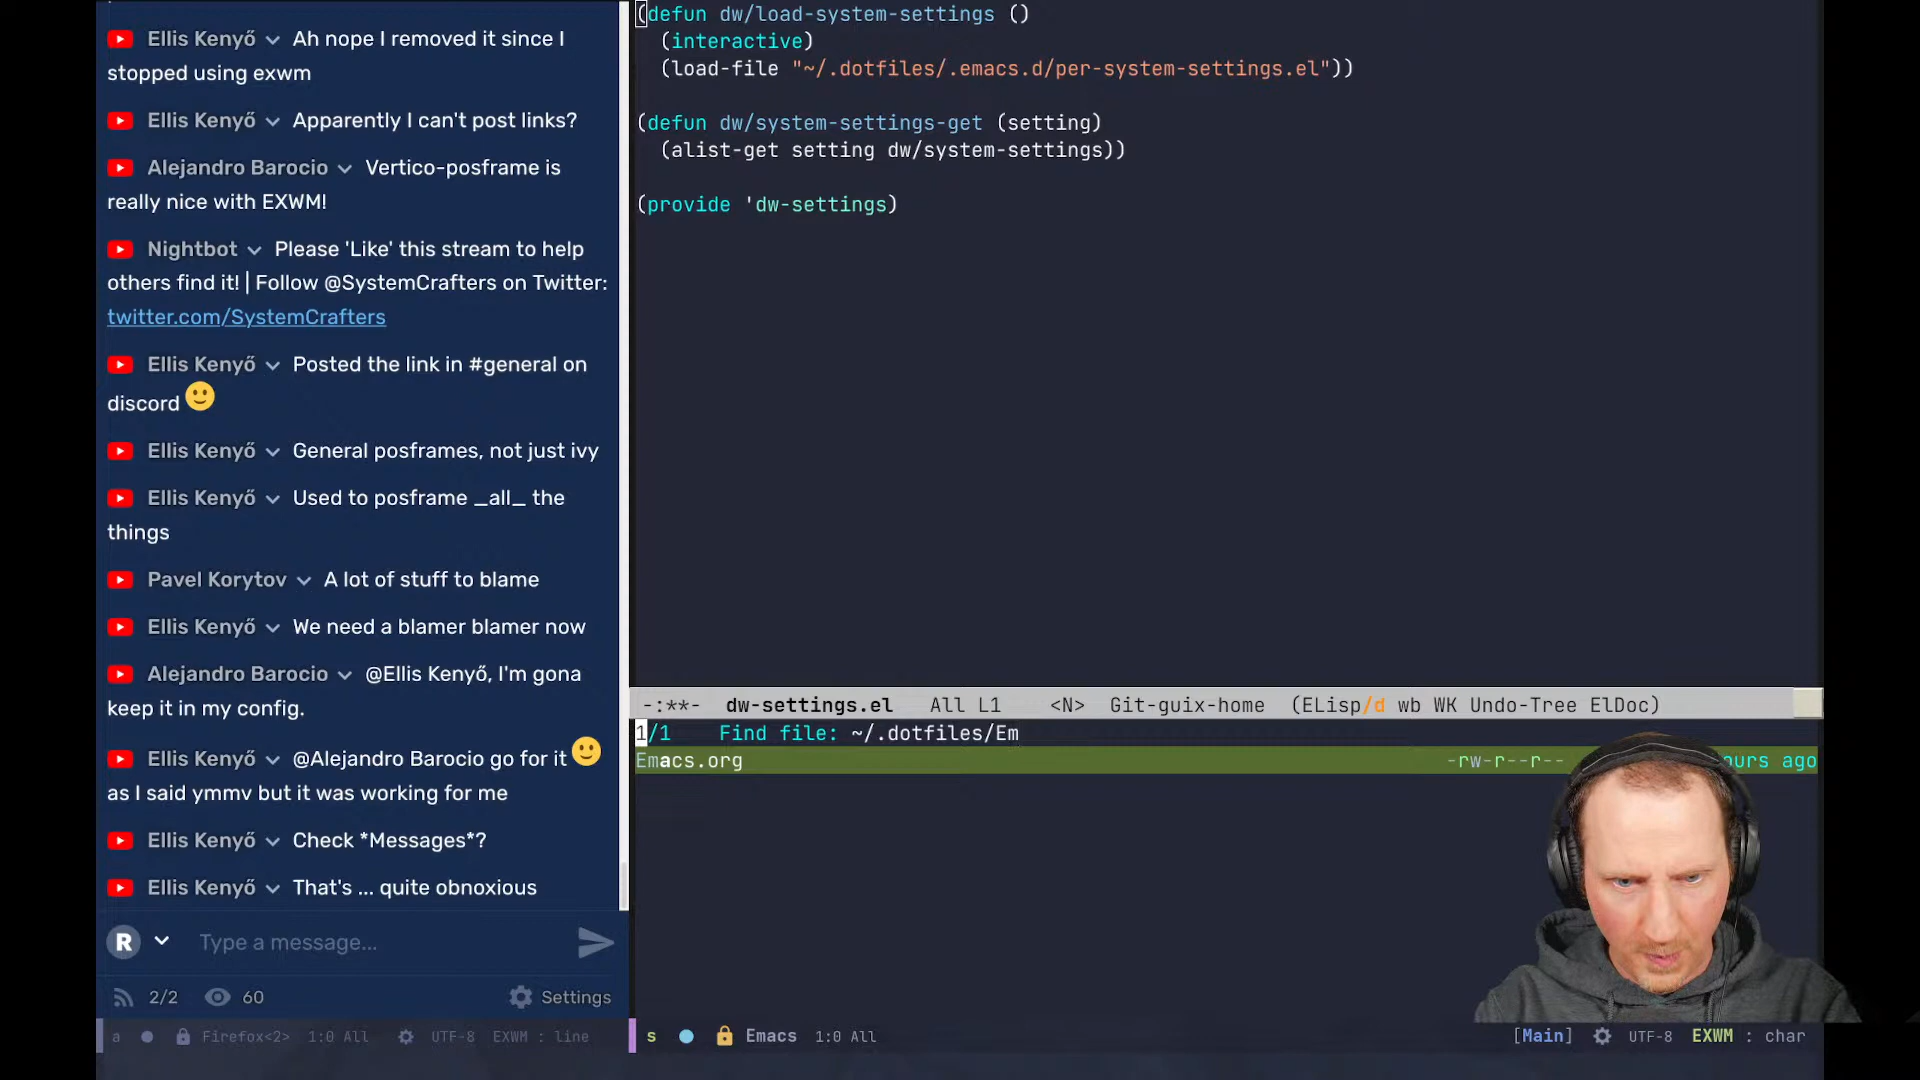 Ellis Kenyő Ah nope I removed it since I
stopped using exwm
Ellis Kenyő Apparently I can't post links?
Alejandro Barocio Vertico-posframe is
really nice with EXWM!
Nightbot Please 'Like' this stream to help
others find it! | Follow @SystemCrafters on Twitter:
twitter.com/SystemCrafters
Ellis Kenyő Posted the link in #general on
discord 🙂
Ellis Kenyő General posframes, not just ivy
Ellis Kenyő Used to posframe _all_ the
things
Pavel Korytov A lot of stuff to blame
Ellis Kenyő We need a blamer blamer now
Alejandro Barocio @Ellis Kenyő, I'm gona
keep it in my config.
Ellis Kenyő @Alejandro Barocio go for it 🙂
as I said ymmv but it was working for me
Ellis Kenyő Check *Messages*?
Ellis Kenyő That's ... quite obnoxious
R Type a message...
2/2 60 Settings
a Firefox<2> 1:0 All UTF-8 EXWM : line
(defun dw/load-system-settings ()
(interactive)
(load-file "~/.dotfiles/.emacs.d/per-system-settings.el"))
(defun dw/system-settings-get (setting)
(alist-get setting dw/system-settings))
(provide 'dw-settings)
-:**- dw-settings.el All L1 <N> Git-guix-home (ELisp/d wb WK Undo-Tree ElDoc)
1/1 Find file: ~/.dotfiles/Em
Emacs.org -rw-r--r-- ours ago
s Emacs 1:0 All [Main] UTF-8 EXWM : char